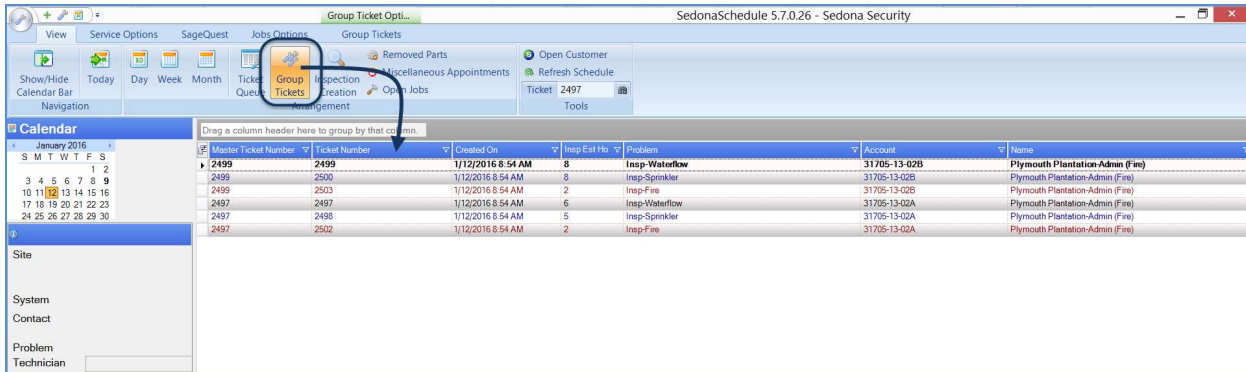 Group Ticket Opti...
SedonaSchedule 5.7.0.26 - Sedona Security
View Service Options SageQuest Jobs Options Group Tickets
Show/Hide Calendar Bar
Today
Navigation
Day Week Month
Ticket Queue
Group Tickets
Inspection Creation
Removed Parts
Miscellaneous Appointments
Open Jobs
Arrangement
Open Customer
Refresh Schedule
Ticket 2497
Tools
Calendar
January 2016
S M T W T F S
1 2
3 4 5 6 7 8 9
10 11 12 13 14 15 16
17 18 19 20 21 22 23
24 25 26 27 28 29 30
Site
System
Contact
Problem
Technician
Drag a column header here to group by that column.
Master Ticket Number Ticket Number Created On Insp Est Ho Problem Account Name
2499 2499 1/12/2016 8:54 AM 8 Insp-Waterflow 31705-13-02B Plymouth Plantation-Admin (Fire)
2499 2500 1/12/2016 8:54 AM 8 Insp-Sprinkler 31705-13-02B Plymouth Plantation-Admin (Fire)
2499 2503 1/12/2016 8:54 AM 2 Insp-Fire 31705-13-02B Plymouth Plantation-Admin (Fire)
2497 2497 1/12/2016 8:54 AM 6 Insp-Waterflow 31705-13-02A Plymouth Plantation-Admin (Fire)
2497 2498 1/12/2016 8:54 AM 5 Insp-Sprinkler 31705-13-02A Plymouth Plantation-Admin (Fire)
2497 2502 1/12/2016 8:54 AM 2 Insp-Fire 31705-13-02A Plymouth Plantation-Admin (Fire)